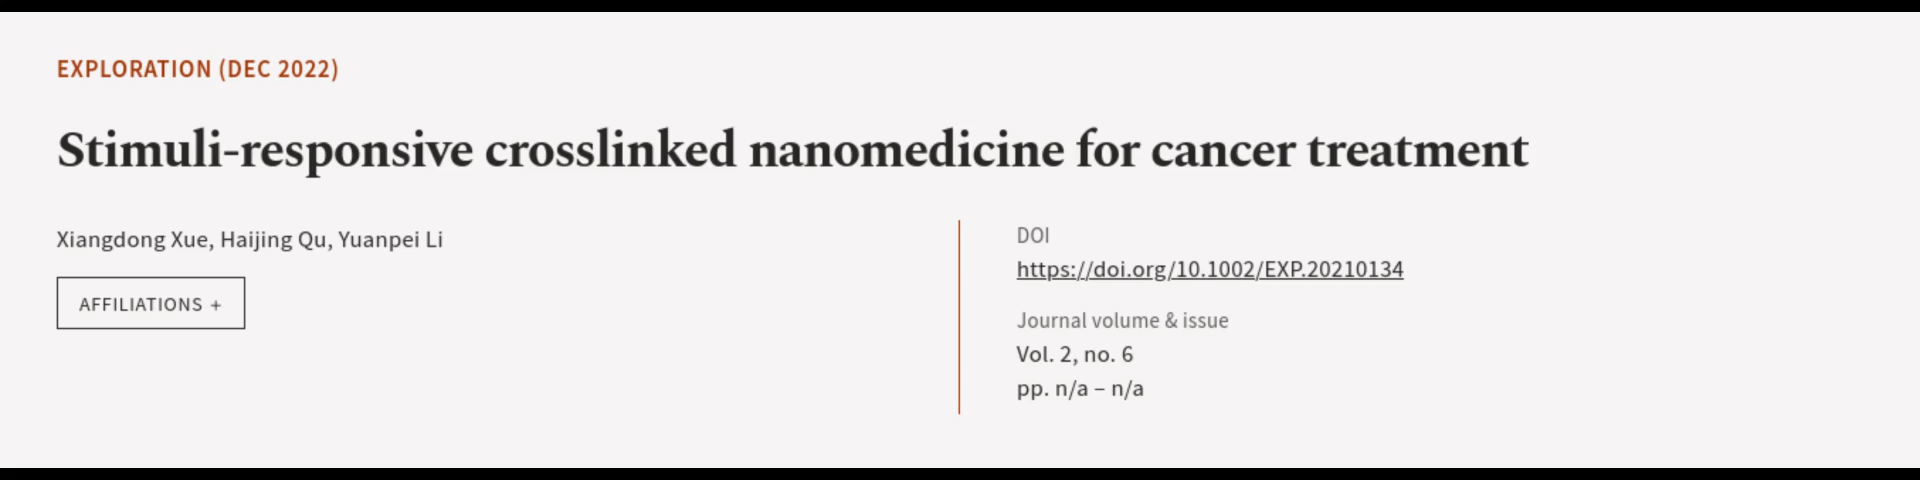 EXPLORATION (DEC 2022)
Stimuli-responsive crosslinked nanomedicine for cancer treatment
Xiangdong Xue, Haijing Qu, Yuanpei Li
AFFILIATIONS +
DOI
https://doi.org/10.1002/EXP.20210134
Journal volume & issue
Vol. 2, no. 6
pp. n/a – n/a